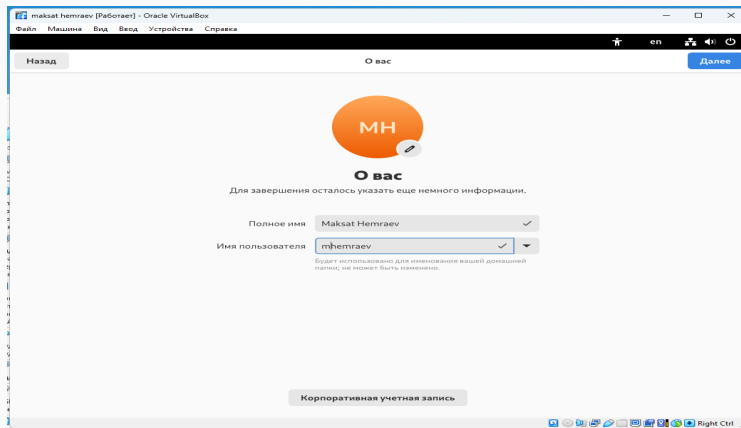 maksat hemraev [Работает] - Oracle VirtualBox
Файл Машина Вид Ввод Устройства Справка
en
Назад
О вас
Далее
MH
О вас
Для завершения осталось указать еще немного информации.
Полное имя Maksat Hemraev
Имя пользователя mhemraev
Будет использовано для именования вашей домашней
папки; не может быть изменено.
Корпоративная учетная запись
Right Ctrl